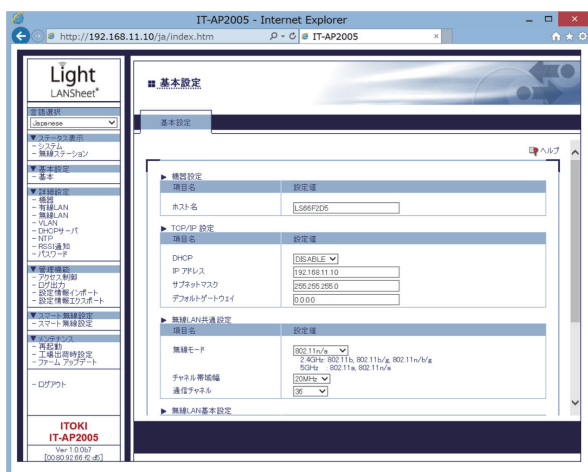 IT-AP2005 - Internet Explorer
http://192.168.11.10/ja/index.htm
IT-AP2005
Light
LANSheet
言語選択
Japanese
▼ステータス表示
- システム
- 無線ステーション
▼基本設定
- 基本
▼詳細設定
- 機器
- 有線LAN
- 無線LAN
- VLAN
- DHCPサーバ
- NTP
- RSSI通知
- パスワード
▼管理機能
- アクセス制御
- ログ出力
- 設定情報インポート
- 設定情報エクスポート
▼スマート無線設定
- スマート無線設定
▼メンテナンス
- 再起動
- 工場出荷時設定
- ファーム アップデート
- ログアウト
ITOKI
IT-AP2005
Ver 1.0.0b7
[00:80:92:66:f2:d5]
基本設定
基本設定
ヘルプ
▶ 機器設定
項目名 設定値
ホスト名 LS66F2D5
▶ TCP/IP 設定
項目名 設定値
DHCP DISABLE
IP アドレス 192.168.11.10
サブネットマスク 255.255.255.0
デフォルトゲートウェイ 0.0.0.0
▶ 無線LAN共通設定
項目名 設定値
無線モード 802.11n/a
2.4GHz: 802.11b, 802.11b/g, 802.11n/b/g
5GHz : 802.11a, 802.11n/a
チャネル帯域幅 20MHz
通信チャネル 36
▶ 無線LAN基本設定